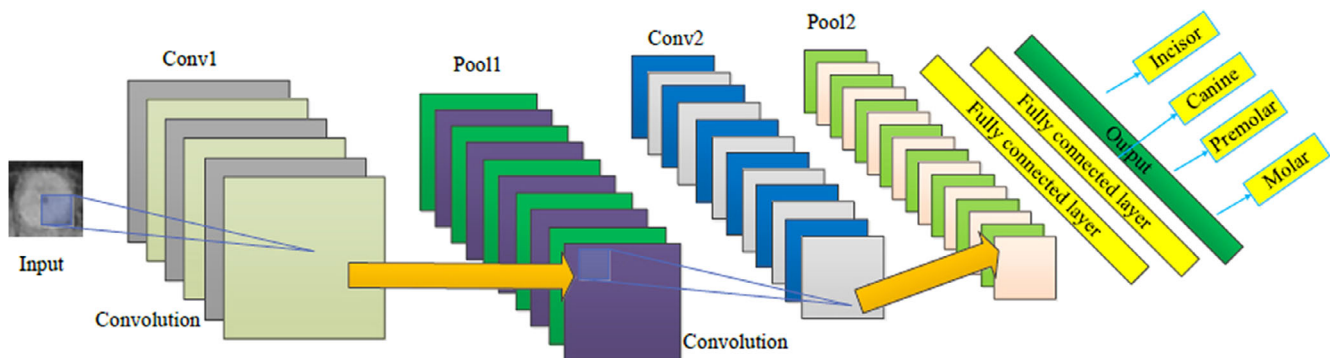 Conv1
Pool1
Conv2
Pool2
Input
Convolution
Convolution
Fully connected layer
Fully connected layer
Output
Incisor
Canine
Premolar
Molar